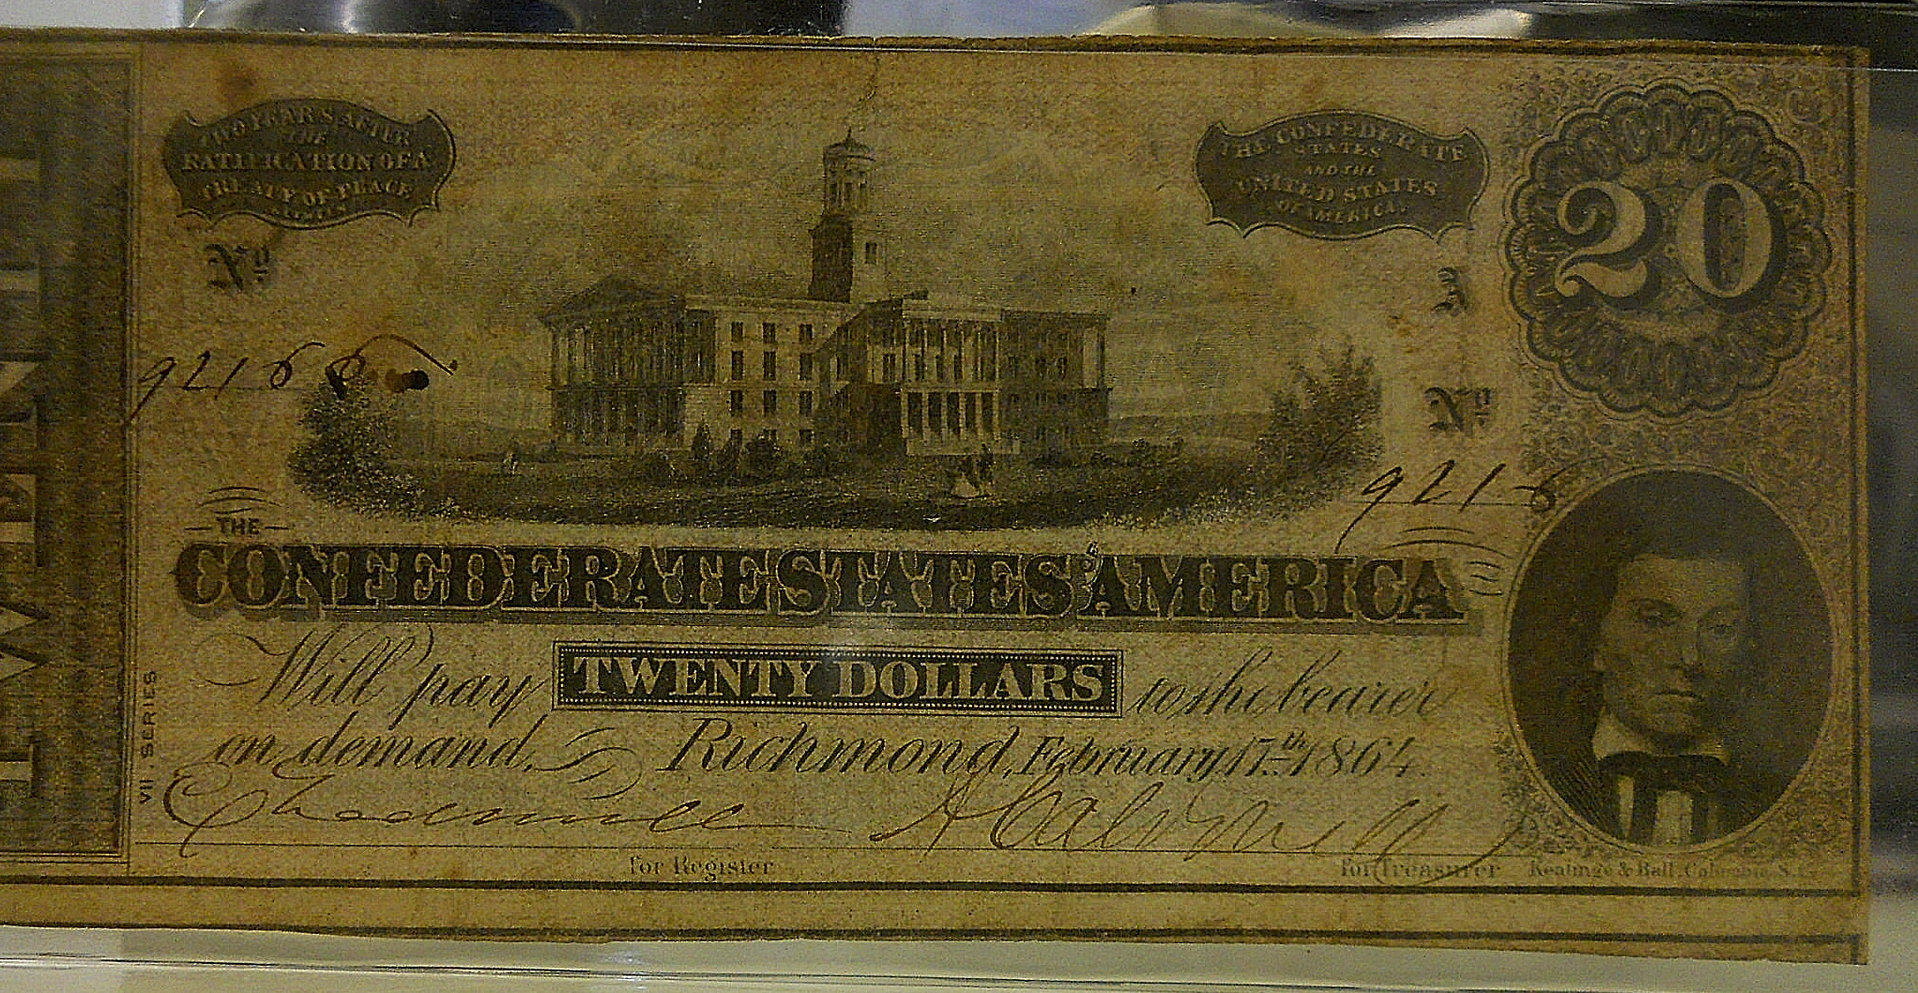 TWO YEARS AFTER
THE
RATIFICATION OF A
TREATY OF PEACE
THE CONFEDERATE
STATES
AND THE
UNITED STATES
OF AMERICA.
20
No
A
9216
No
9216
TWENTY
THE
CONFEDERATE STATES OF AMERICA
Will pay TWENTY DOLLARS to the bearer
on demand, Richmond, February 17th 1864.
VII SERIES
for Register
for Treasurer
Keatinge & Ball, Columbia, S.C.